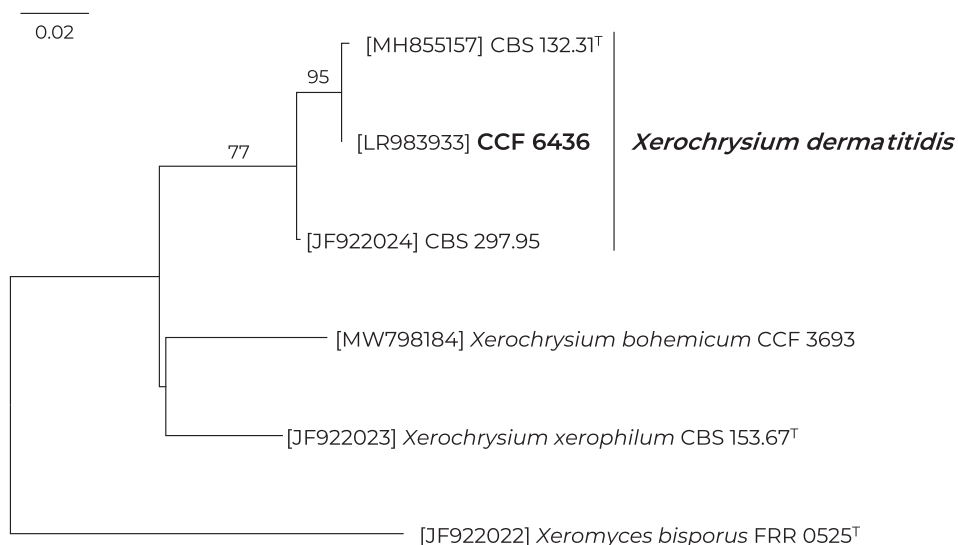 0.02
[MH855157] CBS 132.31ᵀ
95
[LR983933] CCF 6436
Xerochrysium dermatitidis
77
[JF922024] CBS 297.95
[MW798184] Xerochrysium bohemicum CCF 3693
[JF922023] Xerochrysium xerophilum CBS 153.67ᵀ
[JF922022] Xeromyces bisporus FRR 0525ᵀ